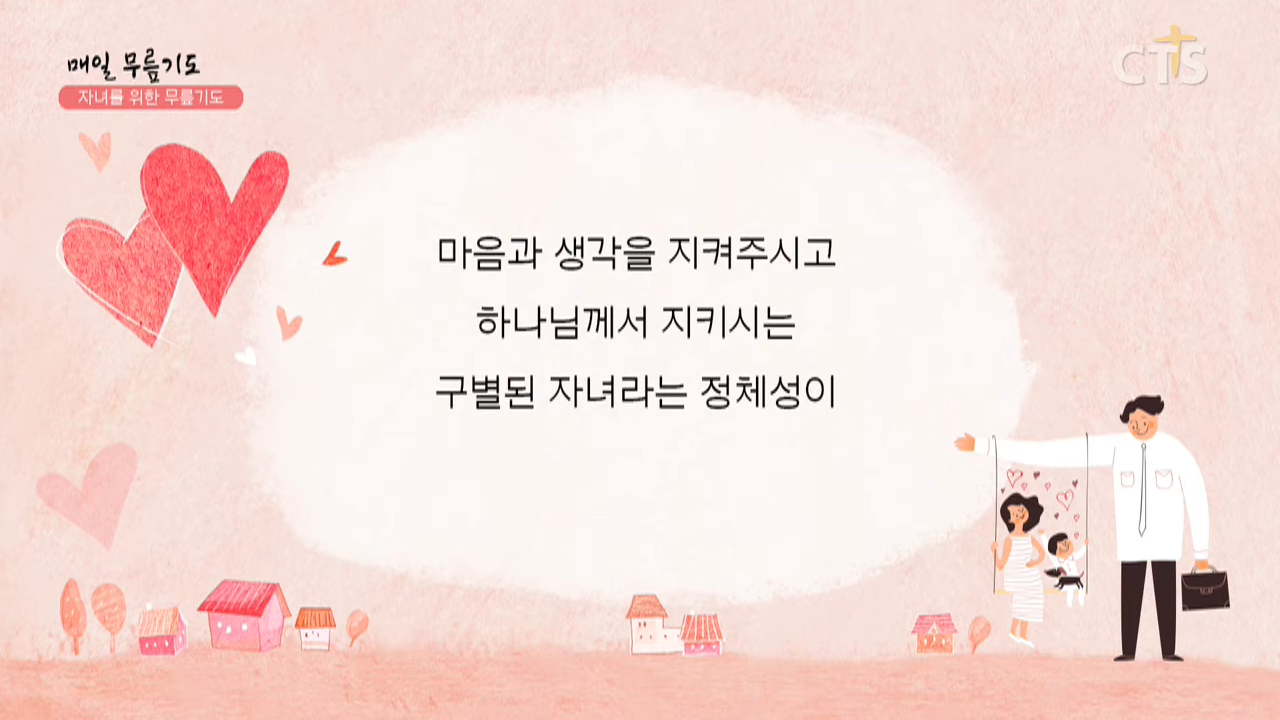 매일 무릎기도
자녀를 위한 무릎기도
CTS
마음과 생각을 지켜주시고
하나님께서 지키시는
구별된 자녀라는 정체성이